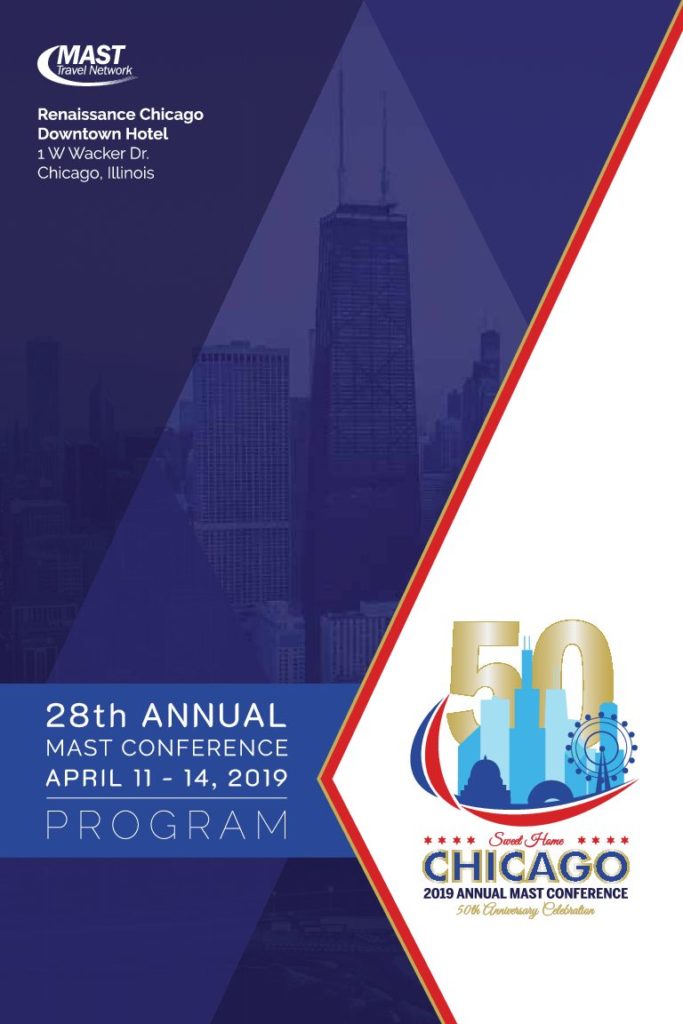 MAST
Travel Network
Renaissance Chicago
Downtown Hotel
1 W Wacker Dr.
Chicago, Illinois
28th ANNUAL
MAST CONFERENCE
APRIL 11 - 14, 2019
PROGRAM
50
Sweet Home
CHICAGO
2019 ANNUAL MAST CONFERENCE
50th Anniversary Celebration